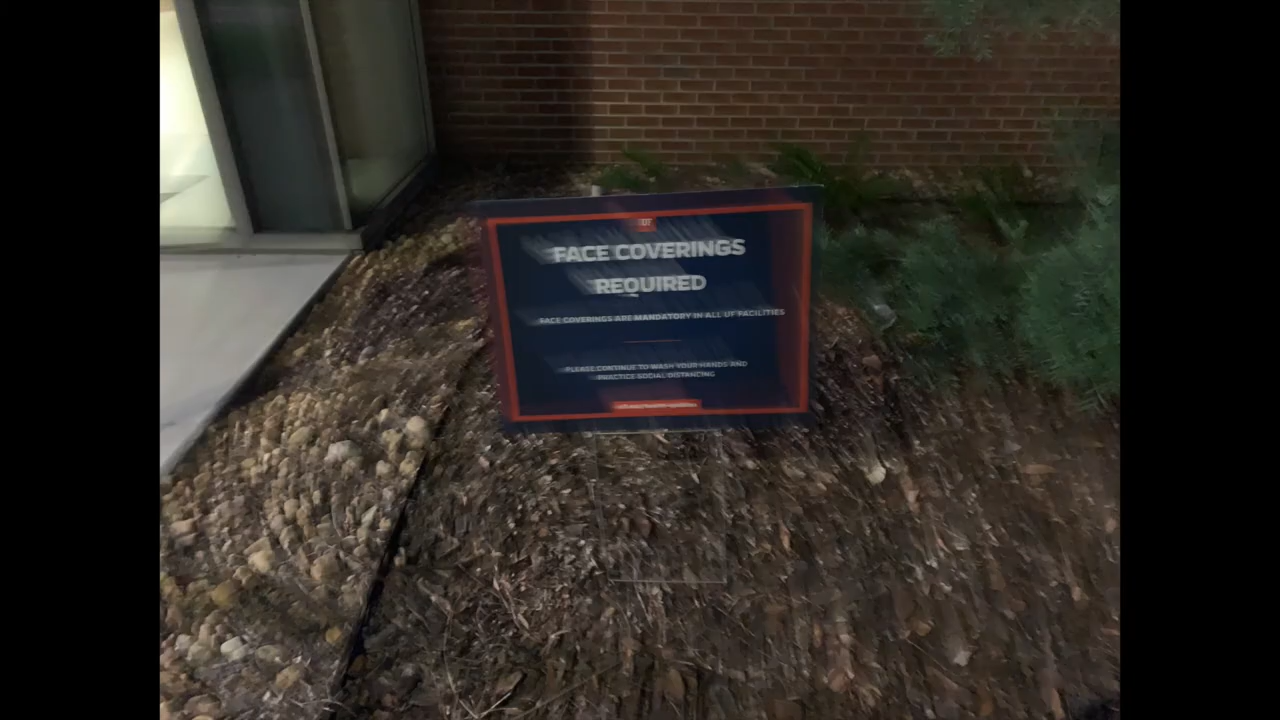 UF
FACE COVERINGS
REQUIRED
FACE COVERINGS ARE MANDATORY IN ALL UF FACILITIES
PLEASE CONTINUE TO WASH YOUR HANDS AND
PRACTICE SOCIAL DISTANCING